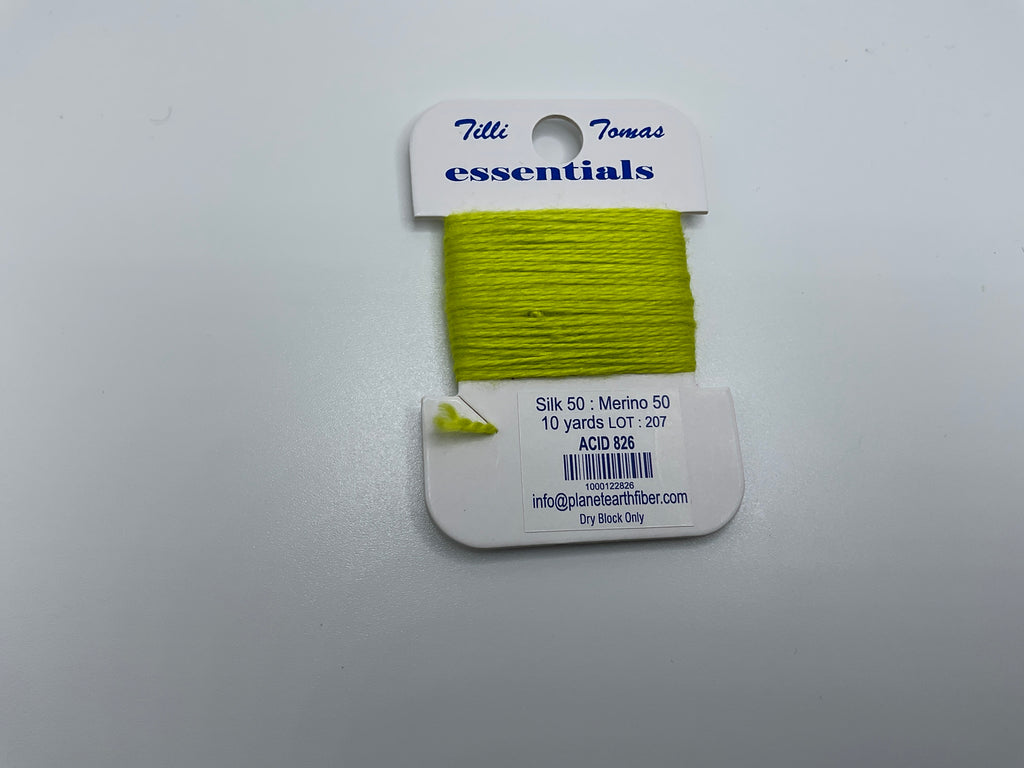 Tilli Tomas
essentials
Silk 50 : Merino 50
10 yards LOT : 207
ACID 826
1000122826
info@planetearthfiber.com
Dry Block Only